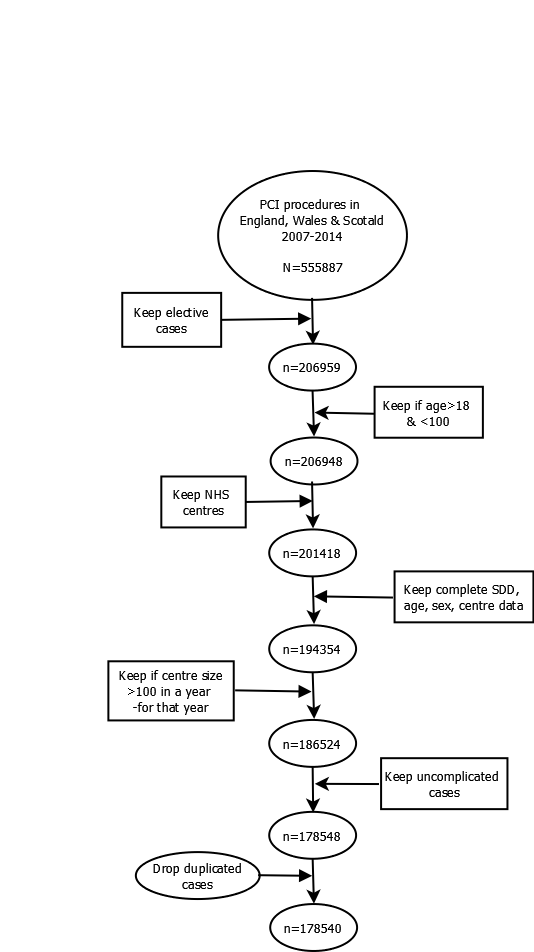 PCI procedures in
England, Wales & Scotald
2007-2014
N=555887
Keep elective
cases
n=206959
Keep if age>18
& <100
n=206948
Keep NHS
centres
n=201418
Keep complete SDD,
age, sex, centre data
n=194354
Keep if centre size
>100 in a year
-for that year
n=186524
Keep uncomplicated
cases
n=178548
Drop duplicated
cases
n=178540